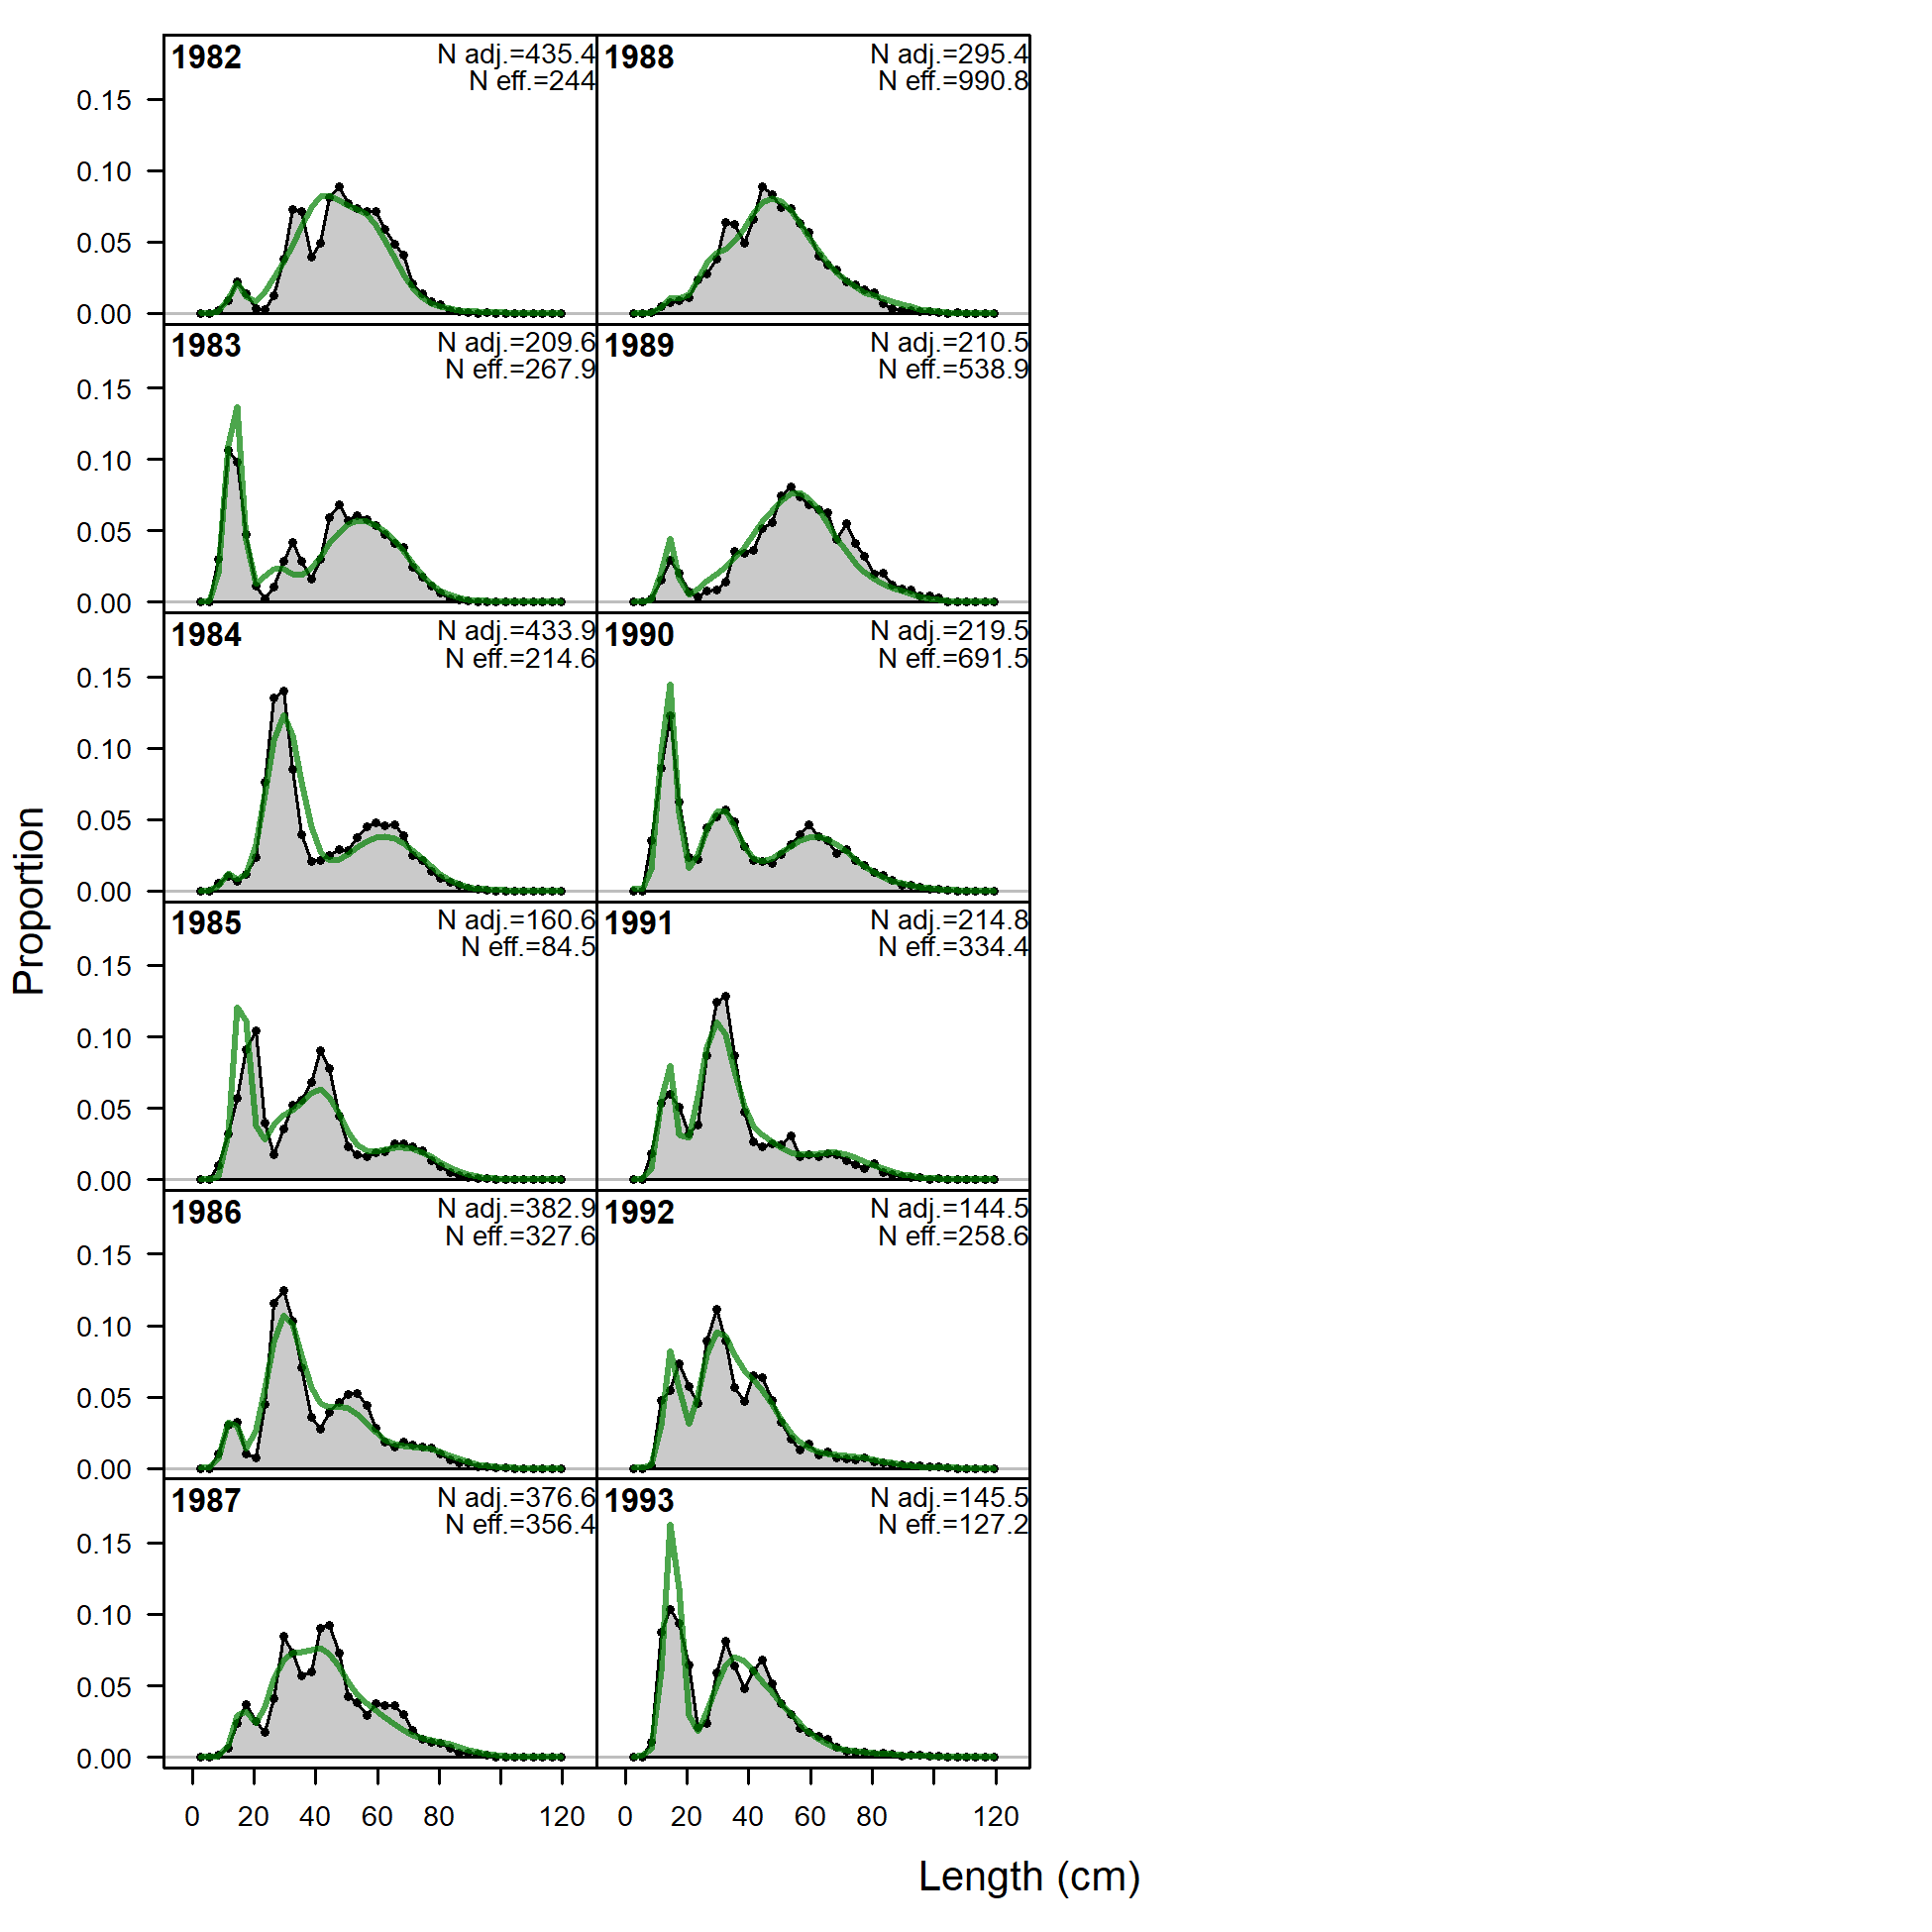 1982
N adj.=435.4
N eff.=244
0.15
0.10
0.05
0.00
1988
N adj.=295.4
N eff.=990.8
1983
N adj.=209.6
N eff.=267.9
0.15
0.10
0.05
0.00
1989
N adj.=210.5
N eff.=538.9
1984
N adj.=433.9
N eff.=214.6
0.15
0.10
0.05
0.00
1990
N adj.=219.5
N eff.=691.5
1985
N adj.=160.6
N eff.=84.5
0.15
0.10
0.05
0.00
1991
N adj.=214.8
N eff.=334.4
1986
N adj.=382.9
N eff.=327.6
0.15
0.10
0.05
0.00
1992
N adj.=144.5
N eff.=258.6
1987
N adj.=376.6
N eff.=356.4
0.15
0.10
0.05
0.00
1993
N adj.=145.5
N eff.=127.2
0 20 40 60 80 120
0 20 40 60 80 120
Proportion
Length (cm)